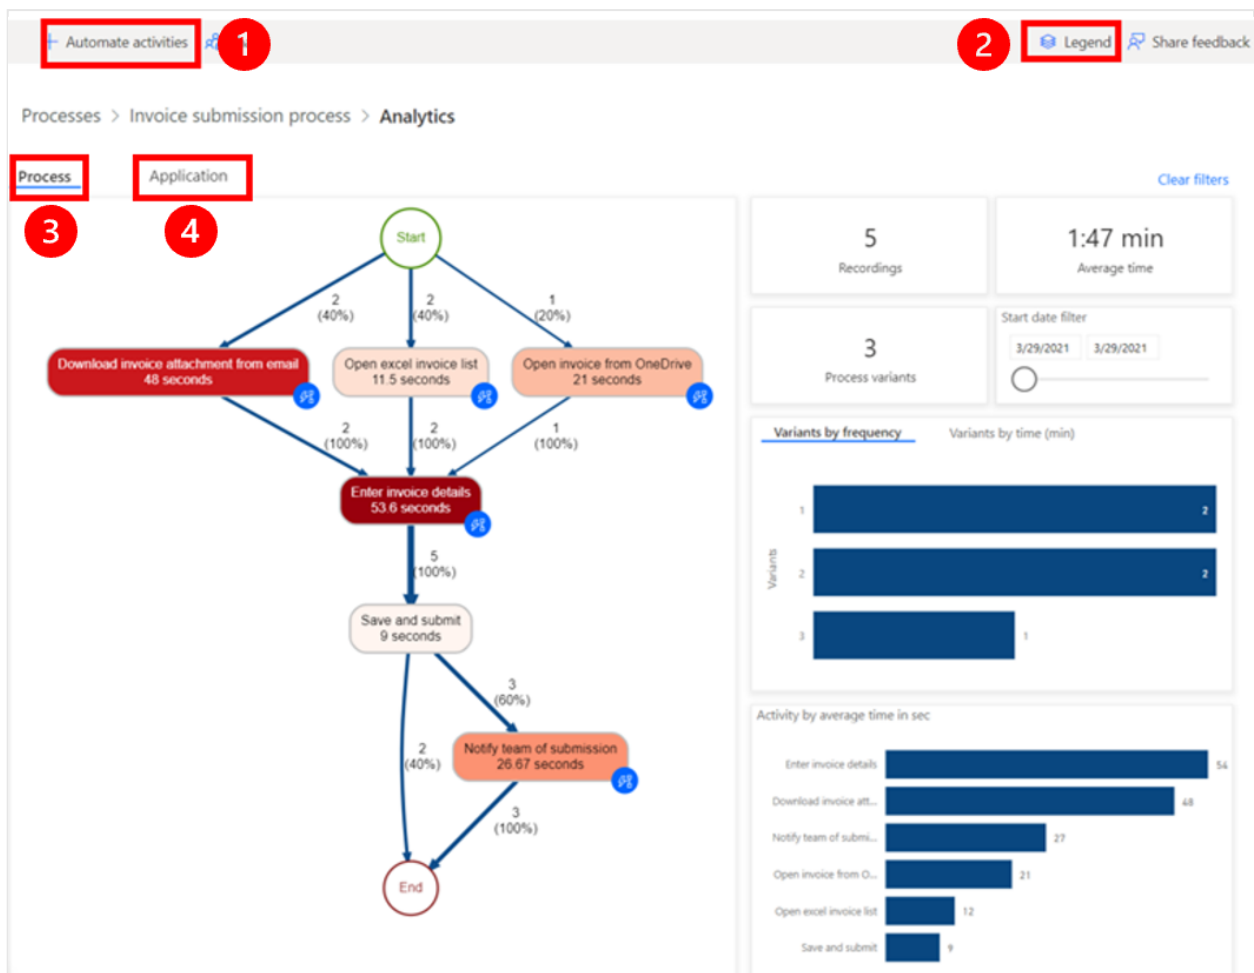 Automate activities
1
2
Legend
Share feedback
Processes > Invoice submission process > Analytics
Process
Application
Clear filters
3
4
Start
2
(40%)
2
(40%)
1
(20%)
Download invoice attachment from email
48 seconds
Open excel invoice list
11.5 seconds
Open invoice from OneDrive
21 seconds
2
(100%)
2
(100%)
1
(100%)
Enter invoice details
53.6 seconds
5
(100%)
Save and submit
9 seconds
3
(60%)
2
(40%)
Notify team of submission
26.67 seconds
3
(100%)
End
5
Recordings
1:47 min
Average time
3
Process variants
Start date filter
3/29/2021 3/29/2021
Variants by frequency
Variants by time (min)
Variants
1
2
2
2
3
1
Activity by average time in sec
Enter invoice details
54
Download invoice att...
48
Notify team of submi...
27
Open invoice from O...
21
Open excel invoice list
12
Save and submit
9